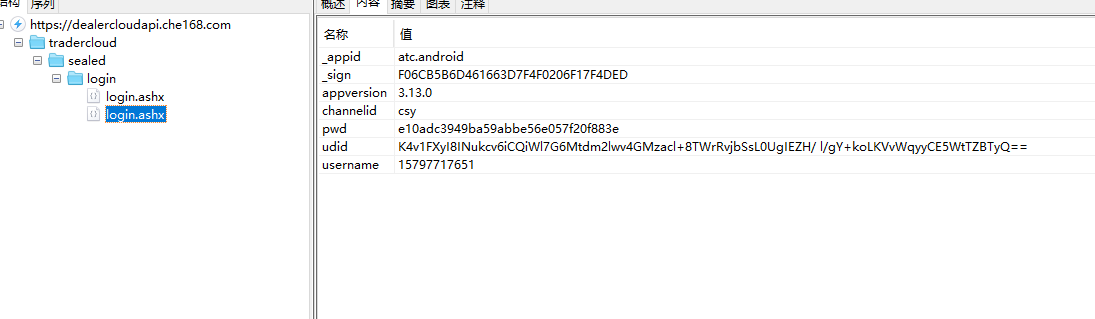 结构 序列
https://dealercloudapi.che168.com
tradercloud
sealed
login
login.ashx
login.ashx
概述 内容 摘要 图表 注释
名称 值
_appid atc.android
_sign F06CB5B6D461663D7F4F0206F17F4DED
appversion 3.13.0
channelid csy
pwd e10adc3949ba59abbe56e057f20f883e
udid K4v1FXyI8INukcv6iCQiWl7G6Mtdm2lwv4GMzacl+8TWrRvjbSsL0UgIEZH/ l/gY+koLKVvWqyyCE5WtTZBTyQ==
username 15797717651